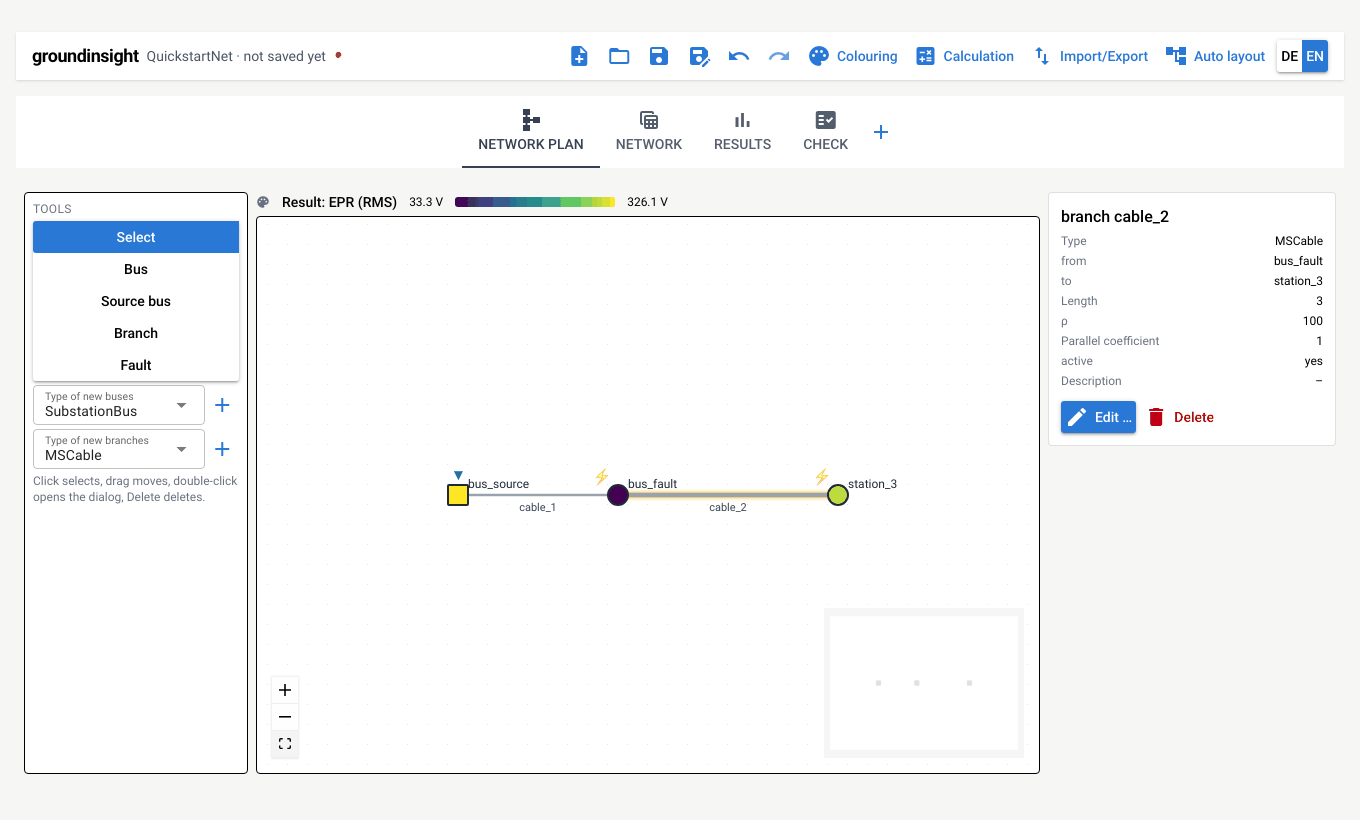 groundinsight QuickstartNet · not saved yet
Colouring Calculation Import/Export Auto layout DE EN
NETWORK PLAN NETWORK RESULTS CHECK
TOOLS
Select
Bus
Source bus
Branch
Fault
Type of new buses
SubstationBus
Type of new branches
MSCable
Click selects, drag moves, double-click
opens the dialog, Delete deletes.
Result: EPR (RMS) 33.3 V 326.1 V
bus_source bus_fault station_3
cable_1 cable_2
branch cable_2
Type MSCable
from bus_fault
to station_3
Length 3
ρ 100
Parallel coefficient 1
active yes
Description –
Edit ... Delete